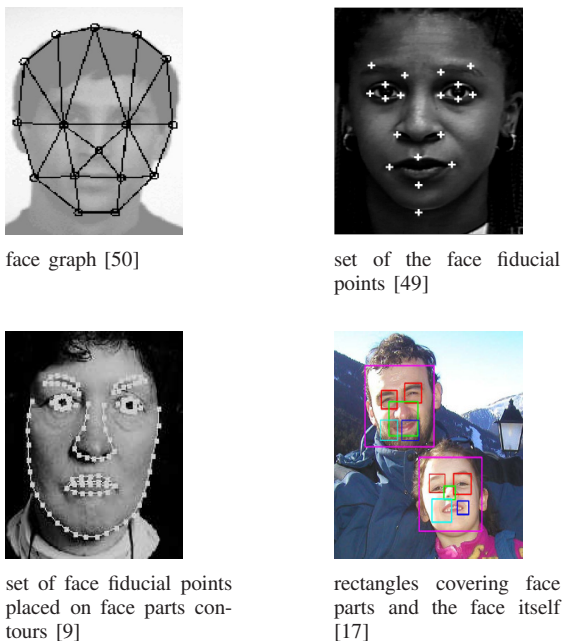 face graph [50]
set of the face fiducial
points [49]
set of face fiducial points
placed on face parts con-
tours [9]
rectangles covering face
parts and the face itself
[17]